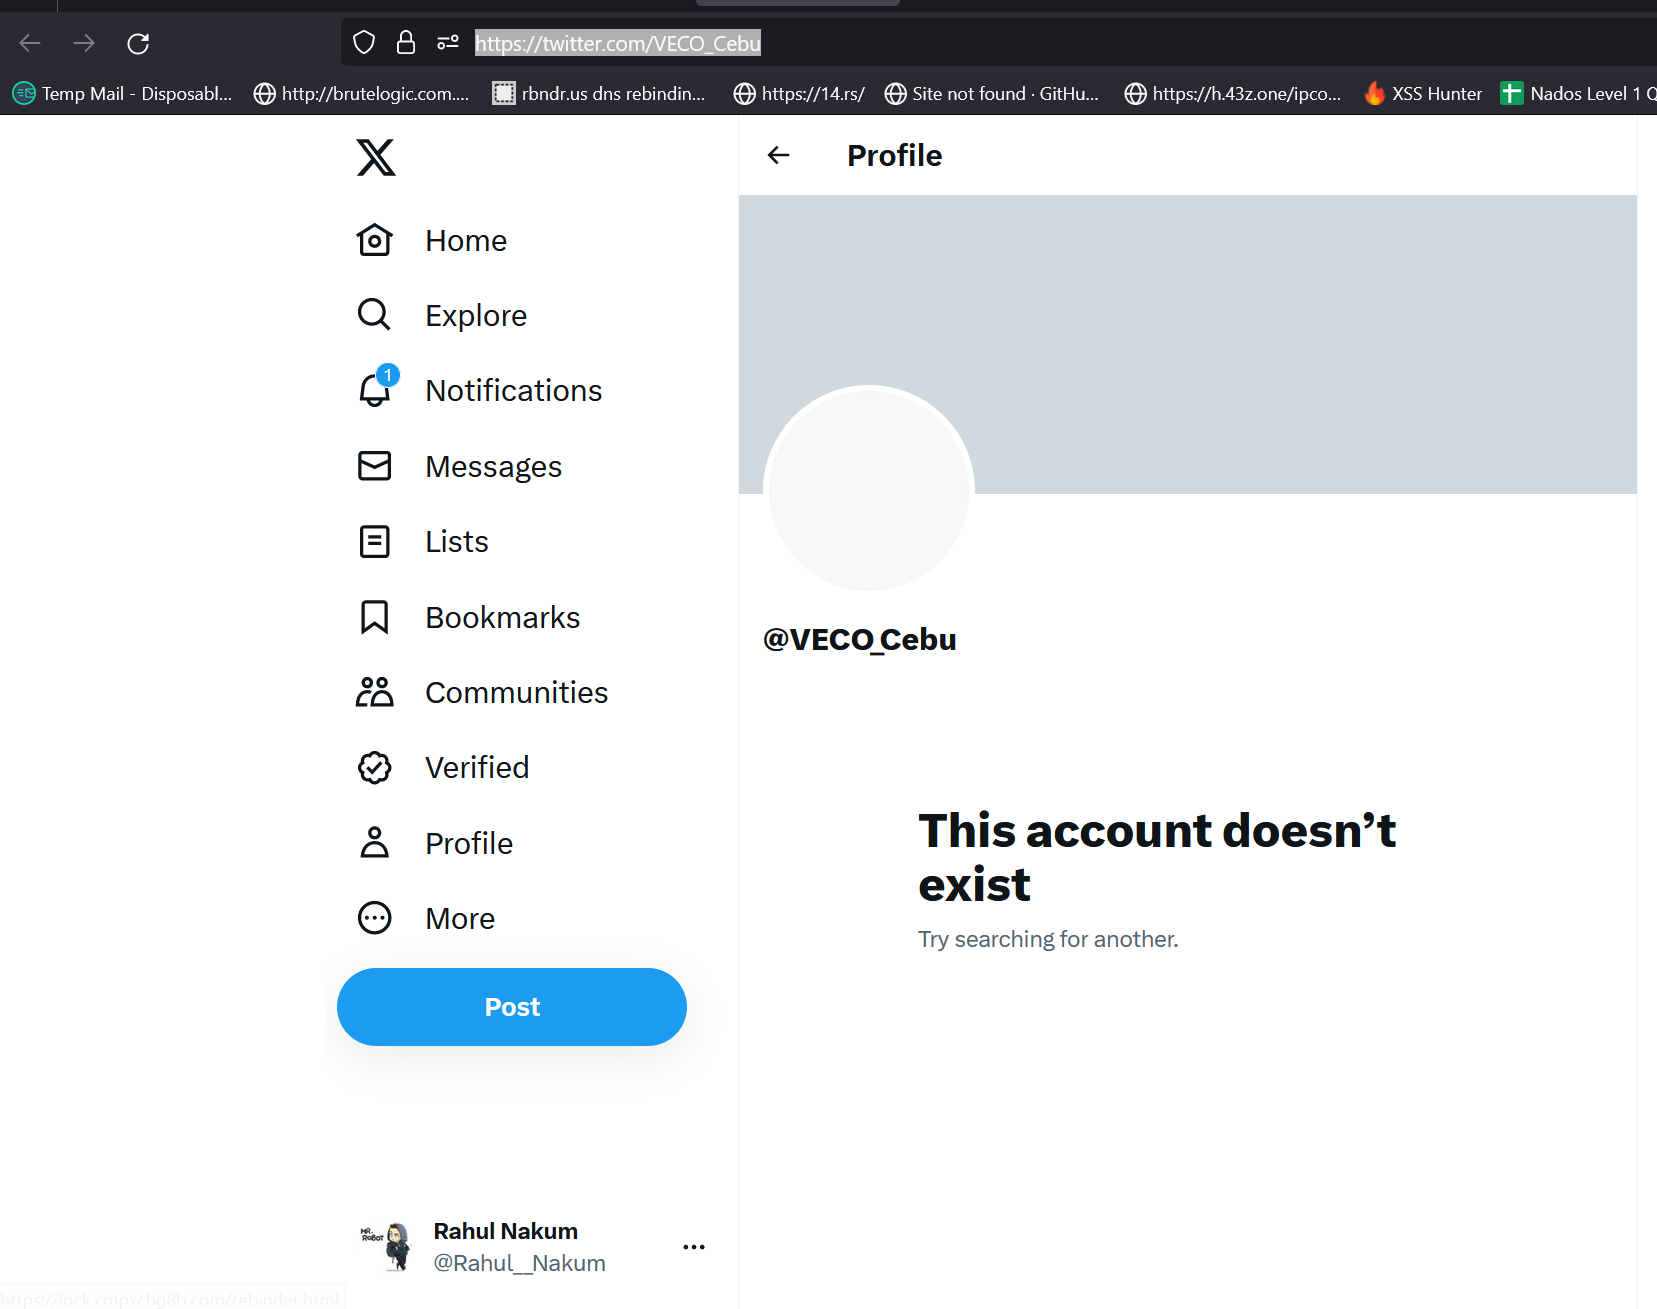 https://twitter.com/VECO_Cebu
Temp Mail - Disposabl...
http://brutelogic.com....
rbndr.us dns rebindin...
https://14.rs/
Site not found · GitHu...
https://h.43z.one/ipco...
XSS Hunter
Nados Level 1 Q
Home
Explore
1
Notifications
Messages
Lists
Bookmarks
Communities
Verified
Profile
More
Post
MR. ROBOT
Rahul Nakum
@Rahul__Nakum
Profile
@VECO_Cebu
This account doesn’t
exist
Try searching for another.
https://lock.cmpxchg8b.com/rebinder.html